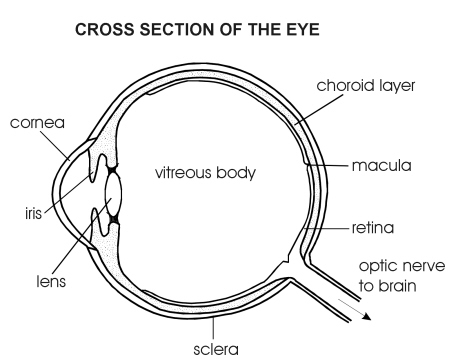 CROSS SECTION OF THE EYE
choroid layer
cornea
macula
vitreous body
iris
retina
optic nerve
to brain
lens
sclera